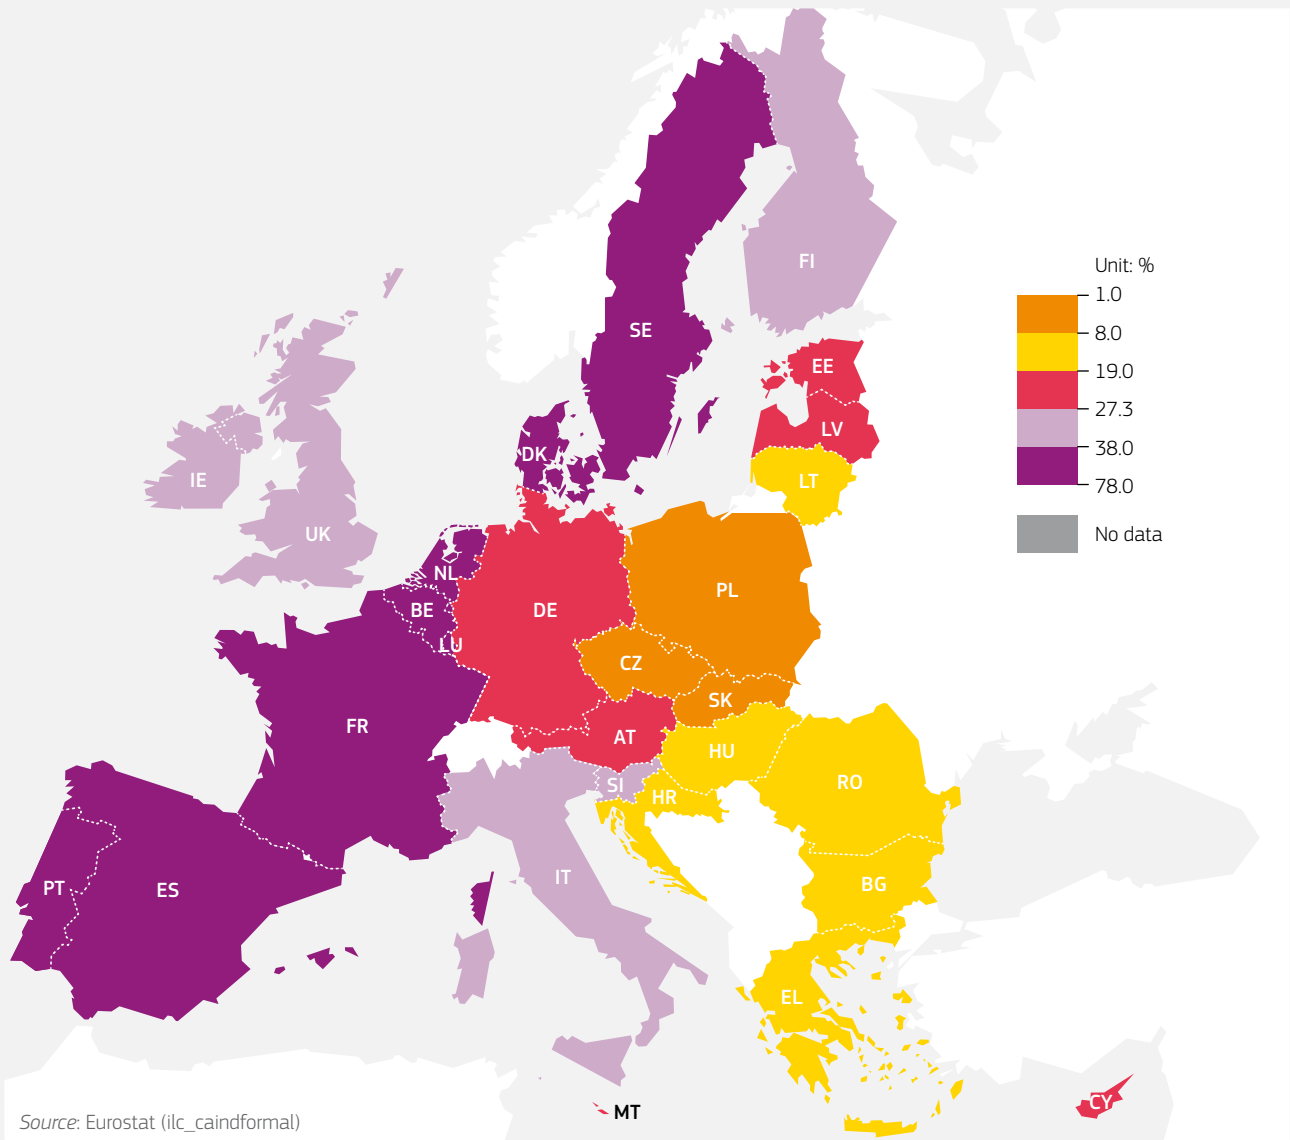 FI
Unit: %
1.0
SE
8.0
EE
19.0
27.3
LV
38.0
DK
IE
LT
78.0
UK
No data
NL
PL
BE
DE
LU
CZ
SK
FR
AT
HU
SI
RO
HR
PT
ES
IT
BG
EL
CY
MT
Source: Eurostat (ilc_caindformal)